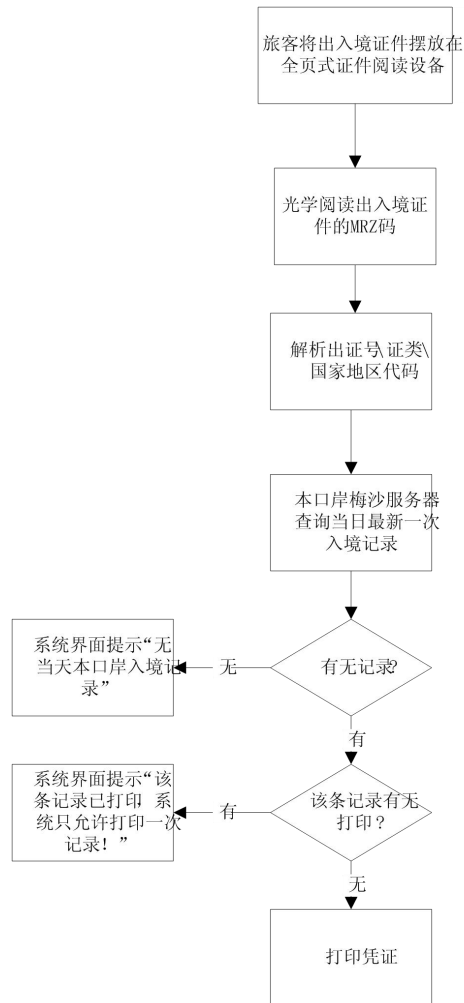 旅客将出入境证件摆放在
全页式证件阅读设备
光学阅读出入境证
件的MRZ码
解析出证号\证类\
国家地区代码
本口岸梅沙服务器
查询当日最新一次
入境记录
有无记录?
无
系统界面提示“无
当天本口岸入境记
录”
有
该条记录有无
打印?
有
系统界面提示“该
条记录已打印 系
统只允许打印一次
记录!”
无
打印凭证